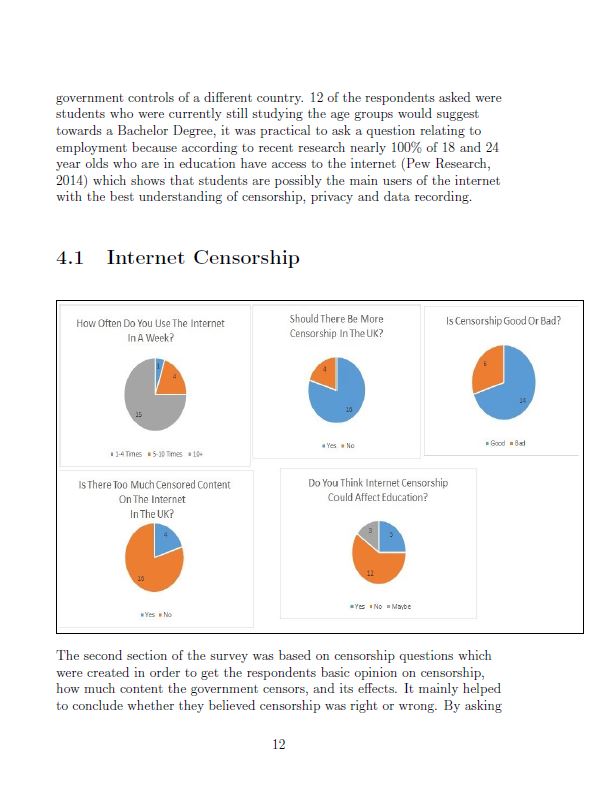 government controls of a different country. 12 of the respondents asked were
students who were currently still studying the age groups would suggest
towards a Bachelor Degree, it was practical to ask a question relating to
employment because according to recent research nearly 100% of 18 and 24
year olds who are in education have access to the internet (Pew Research,
2014) which shows that students are possibly the main users of the internet
with the best understanding of censorship, privacy and data recording.
4.1 Internet Censorship
How Often Do You Use The Internet
In A Week?
1
4
15
1-4 Times 5-10 Times 10+
Should There Be More
Censorship In The UK?
4
16
Yes No
Is Censorship Good Or Bad?
6
14
Good Bad
Is There Too Much Censored Content
On The Internet
In The UK?
4
16
Yes No
Do You Think Internet Censorship
Could Affect Education?
3
5
12
Yes No Maybe
The second section of the survey was based on censorship questions which
were created in order to get the respondents basic opinion on censorship,
how much content the government censors, and its effects. It mainly helped
to conclude whether they believed censorship was right or wrong. By asking
12